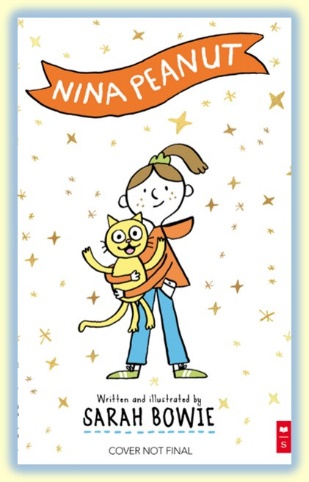 NINA PEANUT
Written and illustrated by
SARAH BOWIE
COVER NOT FINAL
S